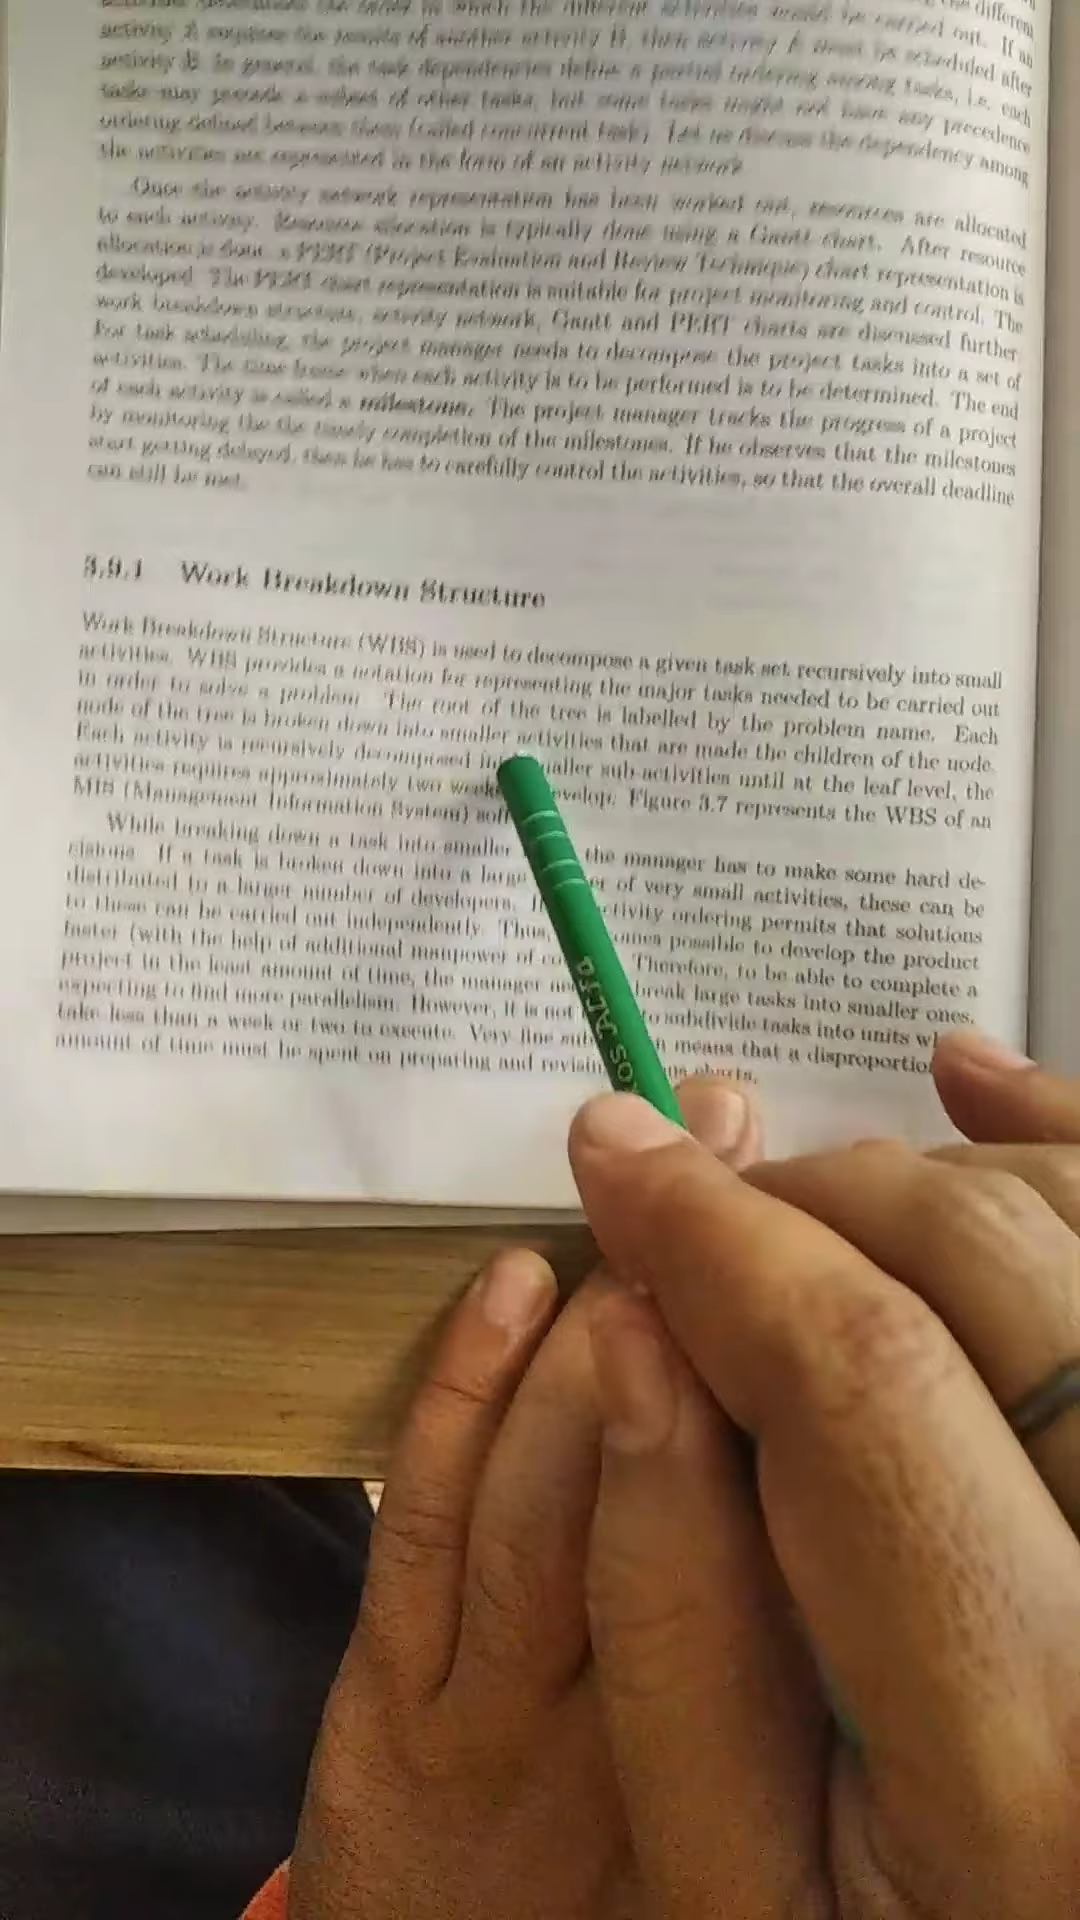 the different
activities determines the order in which the different activities would be carried out. If an
activity A requires the results of another activity B, then activity A must be scheduled after
activity B. In general, the task dependencies define a partial ordering among tasks, i.e. each
tasks may precede a subset of other tasks, but some tasks might not have any precedence
ordering defined between them (called concurrent task). Let us discuss the dependency among
the activities are represented in the form of an activity network.
Once the activity network representation has been worked out, resources are allocated
to each activity. Resource allocation is typically done using a Gantt chart. After resource
allocation is done, a PERT (Project Evaluation and Review Technique) chart representation is
developed. The PERT chart representation is suitable for project monitoring and control. The
work breakdown structure, activity network, Gantt and PERT charts are discussed further.
For task scheduling, the project manager needs to decompose the project tasks into a set of
activities. The time frame when each activity is to be performed is to be determined. The end
of each activity is called a milestone. The project manager tracks the progress of a project
by monitoring the the timely completion of the milestones. If he observes that the milestones
start getting delayed, then he has to carefully control the activities, so that the overall deadline
can still be met.
3.9.1 Work Breakdown Structure
Work Breakdown Structure (WBS) is used to decompose a given task set recursively into small
activities. WBS provides a notation for representing the major tasks needed to be carried out
in order to solve a problem. The root of the tree is labelled by the problem name. Each
node of the tree is broken down into smaller activities that are made the children of the node.
Each activity is recursively decomposed into smaller sub-activities until at the leaf level, the
activities requires approximately two weeks evelop. Figure 3.7 represents the WBS of an
MIS (Management Information System) soft
While breaking down a task into smaller the manager has to make some hard de-
cisions. If a task is broken down into a large er of very small activities, these can be
distributed to a larger number of developers. If ctivity ordering permits that solutions
to these can be carried out independently. Thus, omes possible to develop the product
faster (with the help of additional manpower of co Therefore, to be able to complete a
project in the least amount of time, the manager nee break large tasks into smaller ones,
expecting to find more parallelism. However, it is not to subdivide tasks into units wh
take less than a week or two to execute. Very fine sub n means that a disproportio
amount of time must be spent on preparing and revisin us charts.
KOS ALFA